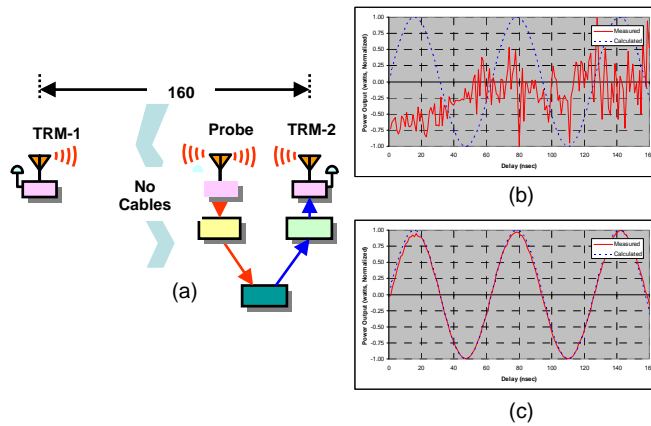 160
TRM-1
Probe
TRM-2
No
Cables
(a)
Power Output (watts, Normalized)
1.00
0.75
0.50
0.25
0.00
-0.25
-0.50
-0.75
-1.00
0 20 40 60 80 100 120 140 16
Delay (nsec)
Measured
Calculated
(b)
Power Output (watts, Normalized)
1.00
0.75
0.50
0.25
0.00
-0.25
-0.50
-0.75
-1.00
0 20 40 60 80 100 120 140 16
Delay (nsec)
Measured
Calculated
(c)